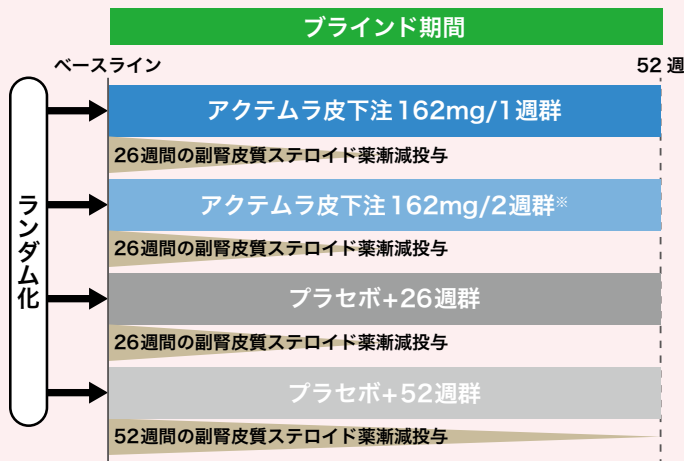 ブラインド期間
ベースライン
52 週
ランダム化
アクテムラ皮下注162mg/1週群
26週間の副腎皮質ステロイド薬漸減投与
アクテムラ皮下注162mg/2週群※
26週間の副腎皮質ステロイド薬漸減投与
プラセボ+26週群
26週間の副腎皮質ステロイド薬漸減投与
プラセボ+52週群
52週間の副腎皮質ステロイド薬漸減投与